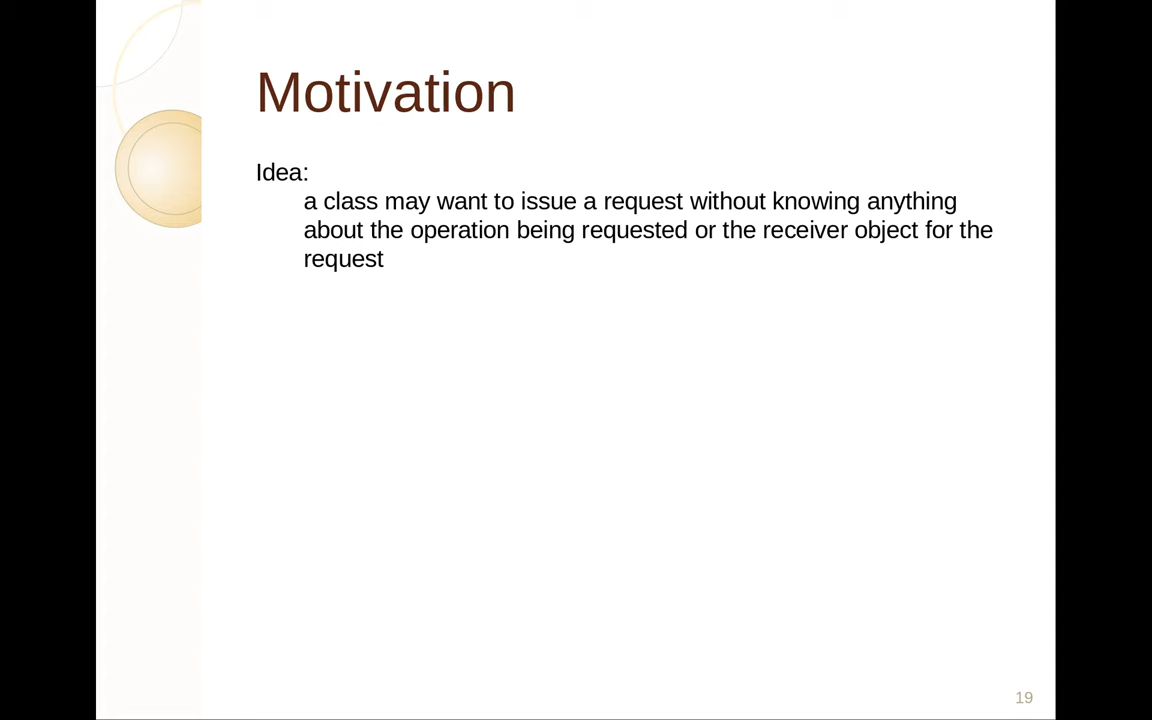 Motivation
Idea:
a class may want to issue a request without knowing anything
about the operation being requested or the receiver object for the
request
19